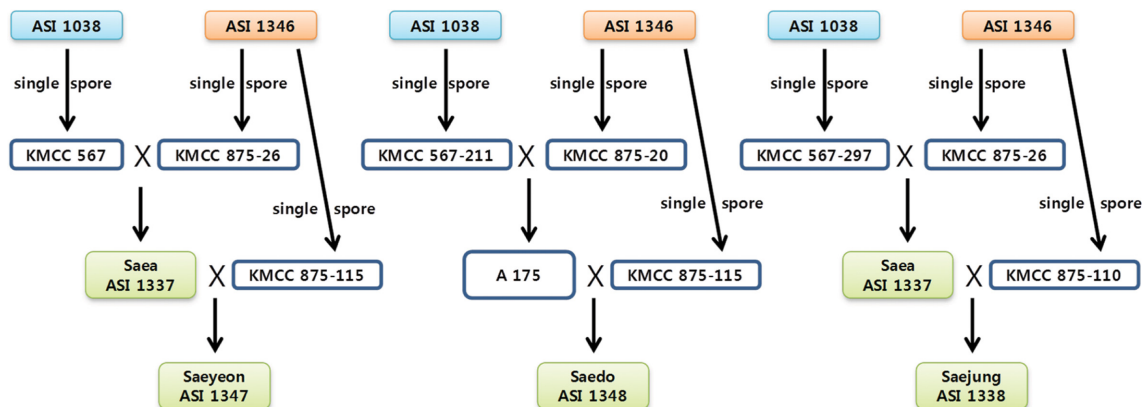 ASI 1038
ASI 1346
ASI 1038
ASI 1346
ASI 1038
ASI 1346
single spore
single spore
single spore
single spore
single spore
single spore
KMCC 567
X
KMCC 875-26
KMCC 567-211
X
KMCC 875-20
KMCC 567-297
X
KMCC 875-26
single spore
single spore
single spore
Saea
ASI 1337
X
KMCC 875-115
A 175
X
KMCC 875-115
Saea
ASI 1337
X
KMCC 875-110
Saeyeon
ASI 1347
Saedo
ASI 1348
Saejung
ASI 1338